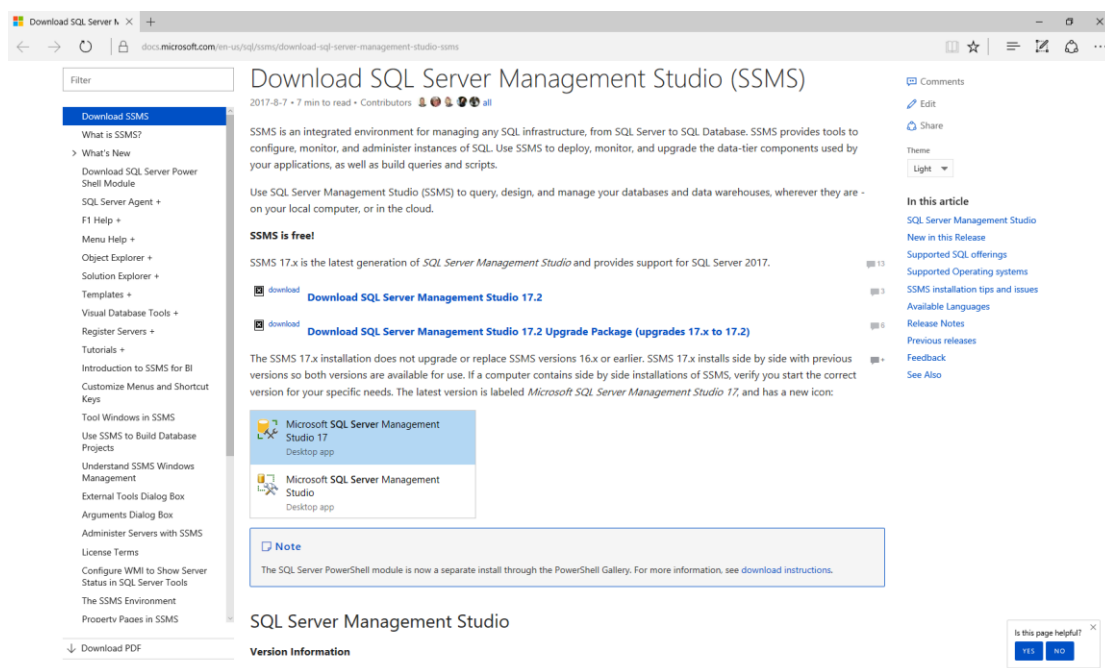 Download SQL Server M
docs.microsoft.com/en-us/sql/ssms/download-sql-server-management-studio-ssms
Filter
Download SSMS
What is SSMS?
What's New
Download SQL Server Power
Shell Module
SQL Server Agent +
F1 Help +
Menu Help +
Object Explorer +
Solution Explorer +
Templates +
Visual Database Tools +
Register Servers +
Tutorials +
Introduction to SSMS for BI
Customize Menus and Shortcut
Keys
Tool Windows in SSMS
Use SSMS to Build Database
Projects
Understand SSMS Windows
Management
External Tools Dialog Box
Arguments Dialog Box
Administer Servers with SSMS
License Terms
Configure WMI to Show Server
Status in SQL Server Tools
The SSMS Environment
Property Pages in SSMS
Download PDF
Download SQL Server Management Studio (SSMS)
2017-8-7 • 7 min to read • Contributors all
SSMS is an integrated environment for managing any SQL infrastructure, from SQL Server to SQL Database. SSMS provides tools to
configure, monitor, and administer instances of SQL. Use SSMS to deploy, monitor, and upgrade the data-tier components used by
your applications, as well as build queries and scripts.
Use SQL Server Management Studio (SSMS) to query, design, and manage your databases and data warehouses, wherever they are -
on your local computer, or in the cloud.
SSMS is free!
SSMS 17.x is the latest generation of SQL Server Management Studio and provides support for SQL Server 2017.
13
download Download SQL Server Management Studio 17.2
3
download Download SQL Server Management Studio 17.2 Upgrade Package (upgrades 17.x to 17.2)
6
The SSMS 17.x installation does not upgrade or replace SSMS versions 16.x or earlier. SSMS 17.x installs side by side with previous
+
versions so both versions are available for use. If a computer contains side by side installations of SSMS, verify you start the correct
version for your specific needs. The latest version is labeled Microsoft SQL Server Management Studio 17, and has a new icon:
Microsoft SQL Server Management
Studio 17
Desktop app
Microsoft SQL Server Management
Studio
Desktop app
Note
The SQL Server PowerShell module is now a separate install through the PowerShell Gallery. For more information, see download instructions.
SQL Server Management Studio
Version Information
Comments
Edit
Share
Theme
Light
In this article
SQL Server Management Studio
New in this Release
Supported SQL offerings
Supported Operating systems
SSMS installation tips and issues
Available Languages
Release Notes
Previous releases
Feedback
See Also
Is this page helpful?
YES
NO